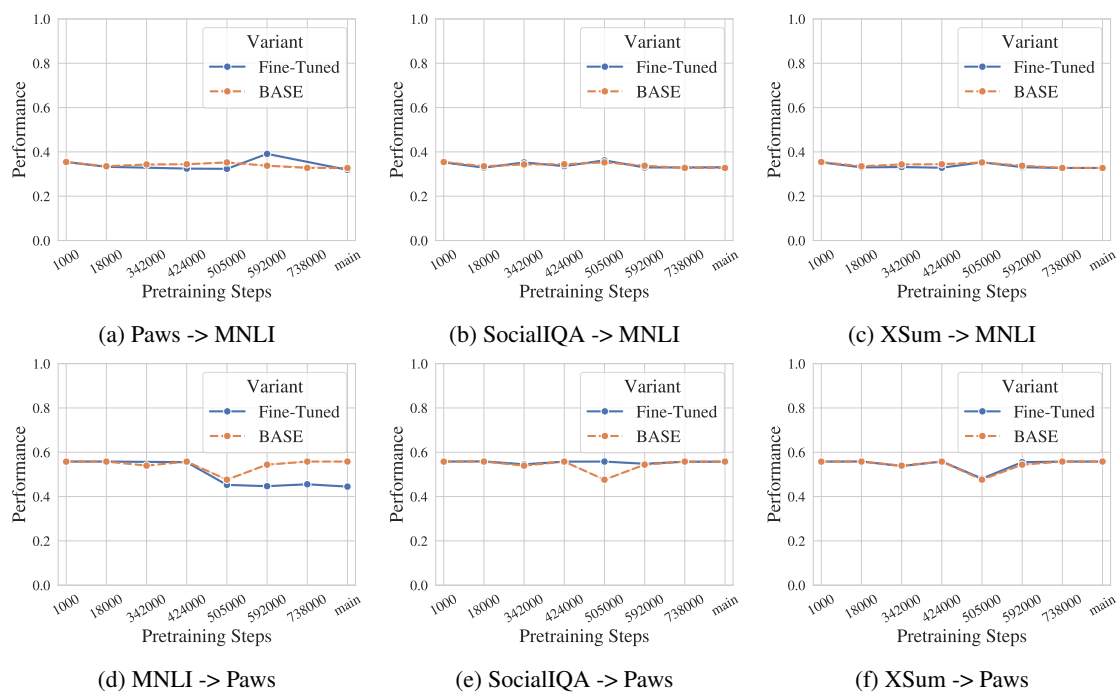 1.0
0.8
0.6
0.4
0.2
0.0
Performance
Variant
Fine-Tuned
BASE
1000
18000
342000
424000
505000
592000
738000
main
Pretraining Steps
(a) Paws -> MNLI
1.0
0.8
0.6
0.4
0.2
0.0
Performance
Variant
Fine-Tuned
BASE
1000
18000
342000
424000
505000
592000
738000
main
Pretraining Steps
(b) SocialIQA -> MNLI
1.0
0.8
0.6
0.4
0.2
0.0
Performance
Variant
Fine-Tuned
BASE
1000
18000
342000
424000
505000
592000
738000
main
Pretraining Steps
(c) XSum -> MNLI
1.0
0.8
0.6
0.4
0.2
0.0
Performance
Variant
Fine-Tuned
BASE
1000
18000
342000
424000
505000
592000
738000
main
Pretraining Steps
(d) MNLI -> Paws
1.0
0.8
0.6
0.4
0.2
0.0
Performance
Variant
Fine-Tuned
BASE
1000
18000
342000
424000
505000
592000
738000
main
Pretraining Steps
(e) SocialIQA -> Paws
1.0
0.8
0.6
0.4
0.2
0.0
Performance
Variant
Fine-Tuned
BASE
1000
18000
342000
424000
505000
592000
738000
main
Pretraining Steps
(f) XSum -> Paws